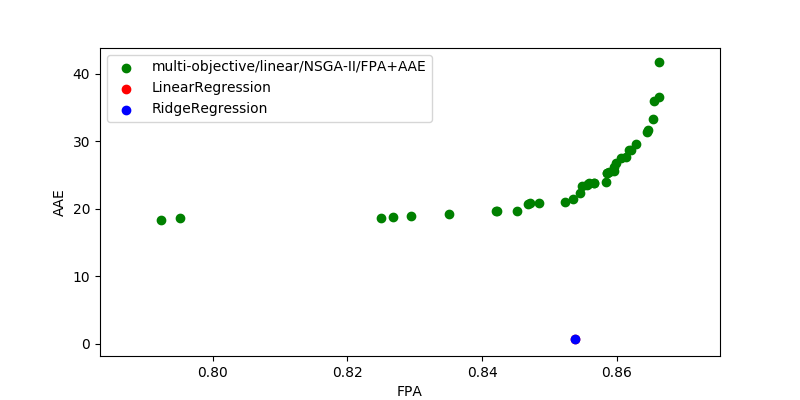 multi-objective/linear/NSGA-II/FPA+AAE
LinearRegression
RidgeRegression
40
30
20
10
0
AAE
0.80 0.82 0.84 0.86
FPA